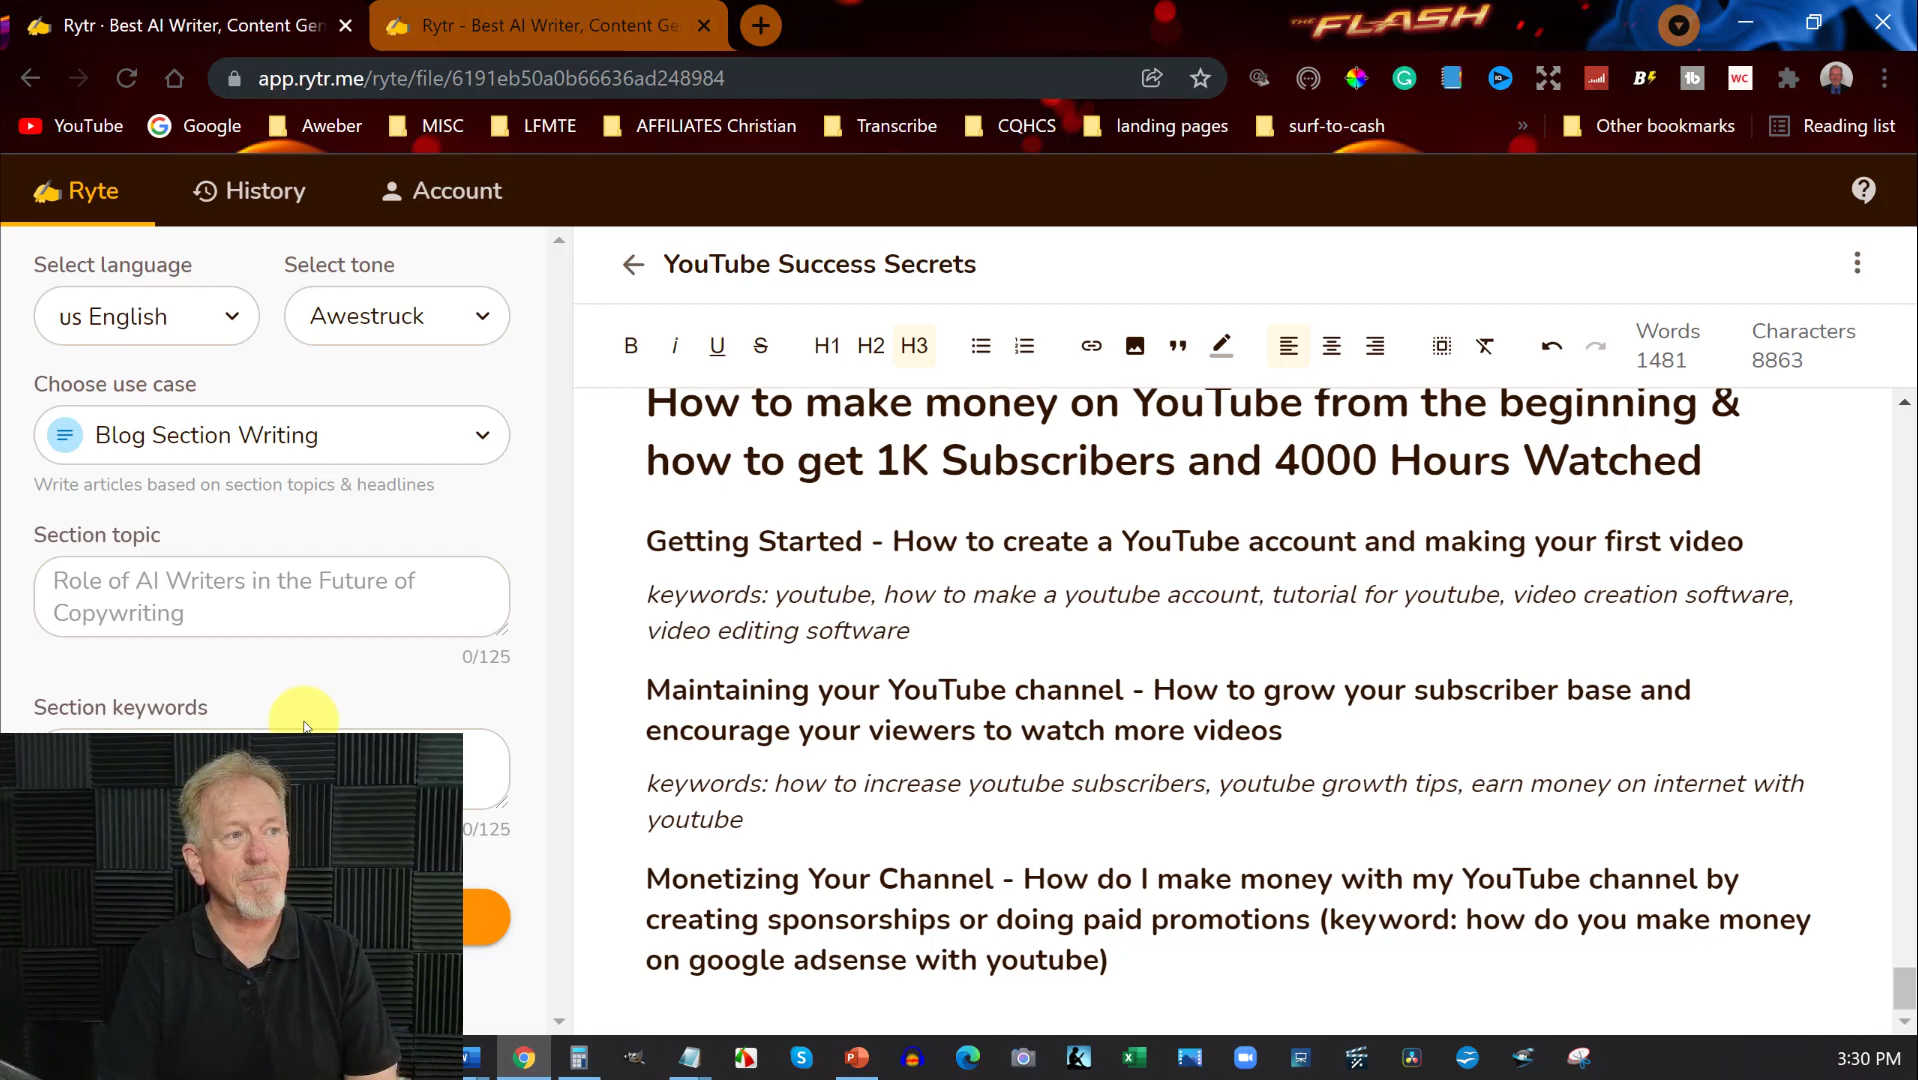 Rytr · Best AI Writer, Content Gen
Rytr - Best AI Writer, Content Ge
THE FLASH
app.rytr.me/ryte/file/6191eb50a0b66636ad248984
YouTube
Google
Aweber
MISC
LFMTE
AFFILIATES Christian
Transcribe
CQHCS
landing pages
surf-to-cash
»
Other bookmarks
Reading list
Ryte
History
Account
Select language
Select tone
us English
Awestruck
Choose use case
Blog Section Writing
Write articles based on section topics & headlines
Section topic
Role of AI Writers in the Future of
Copywriting
0/125
Section keywords
0/125
YouTube Success Secrets
B i U S H1 H2 H3
Words
1481
Characters
8863
How to make money on YouTube from the beginning &
how to get 1K Subscribers and 4000 Hours Watched
Getting Started - How to create a YouTube account and making your first video
keywords: youtube, how to make a youtube account, tutorial for youtube, video creation software,
video editing software
Maintaining your YouTube channel - How to grow your subscriber base and
encourage your viewers to watch more videos
keywords: how to increase youtube subscribers, youtube growth tips, earn money on internet with
youtube
Monetizing Your Channel - How do I make money with my YouTube channel by
creating sponsorships or doing paid promotions (keyword: how do you make money
on google adsense with youtube)
3:30 PM